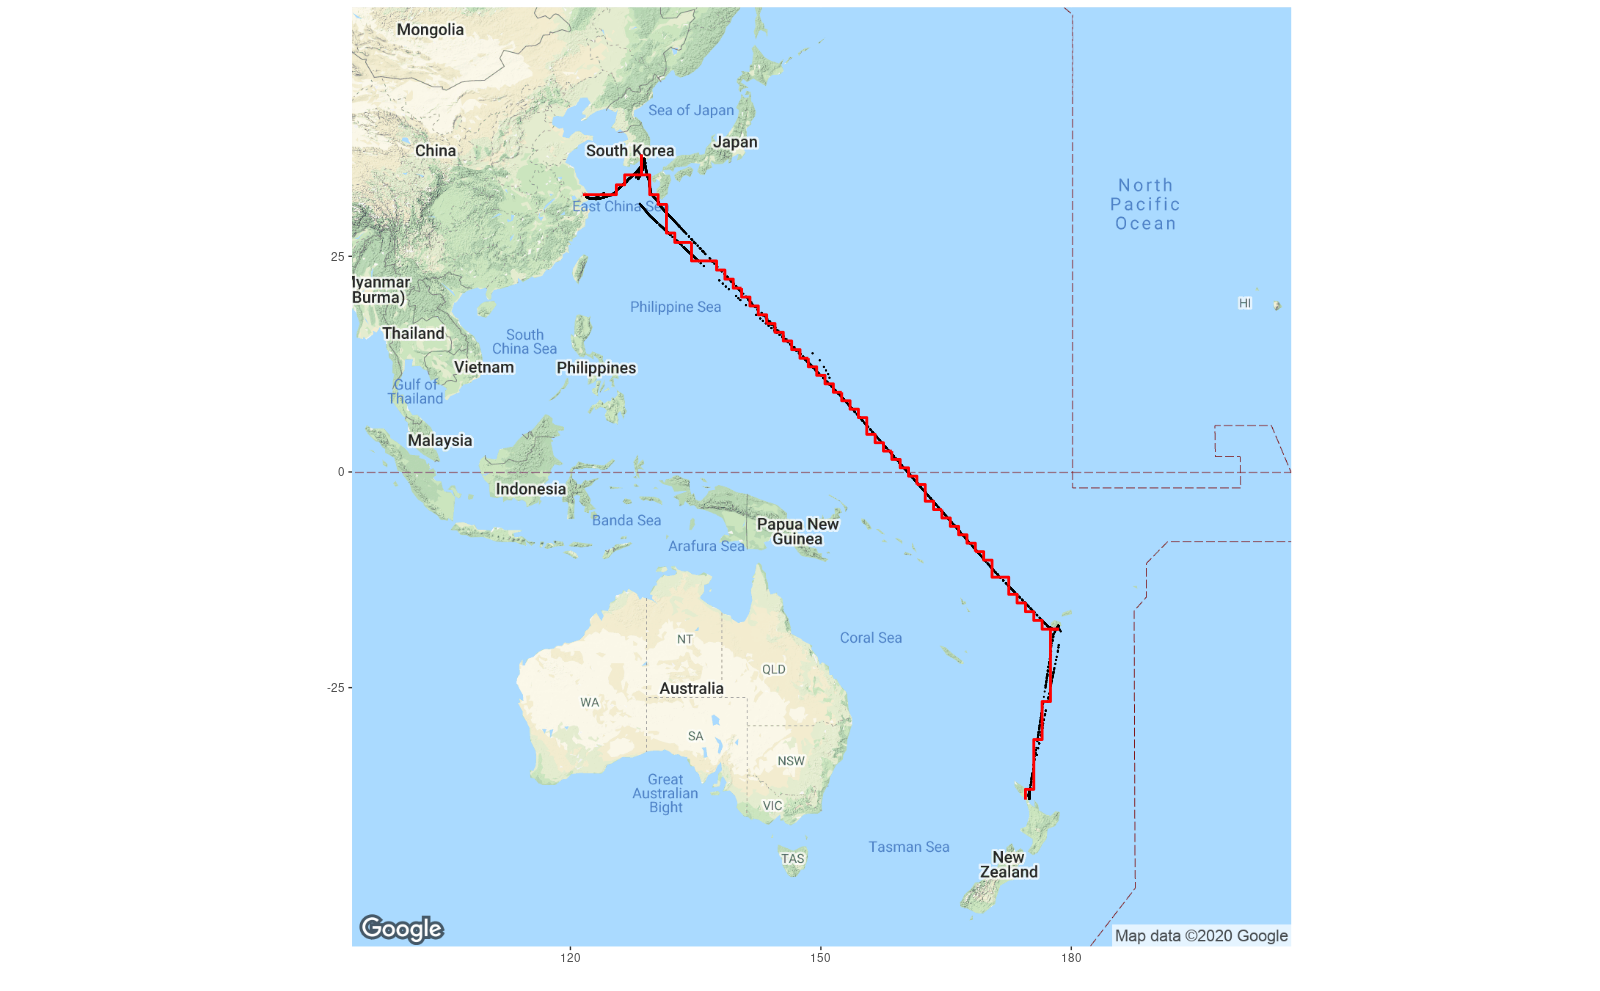 Mongolia
Sea of Japan
Japan
China
South Korea
North
Pacific
Ocean
East China Se
25
Myanmar
Burma)
HI
Philippine Sea
Thailand
South
China Sea
Vietnam
Philippines
Gulf of
Thailand
Malaysia
0
Indonesia
Banda Sea
Papua New
Guinea
Arafura Sea
NT
Coral Sea
QLD
-25
Australia
WA
SA
NSW
Great
Australian
Bight
VIC
Tasman Sea
TAS
New
Zealand
Google
Map data ©2020 Google
120
150
180